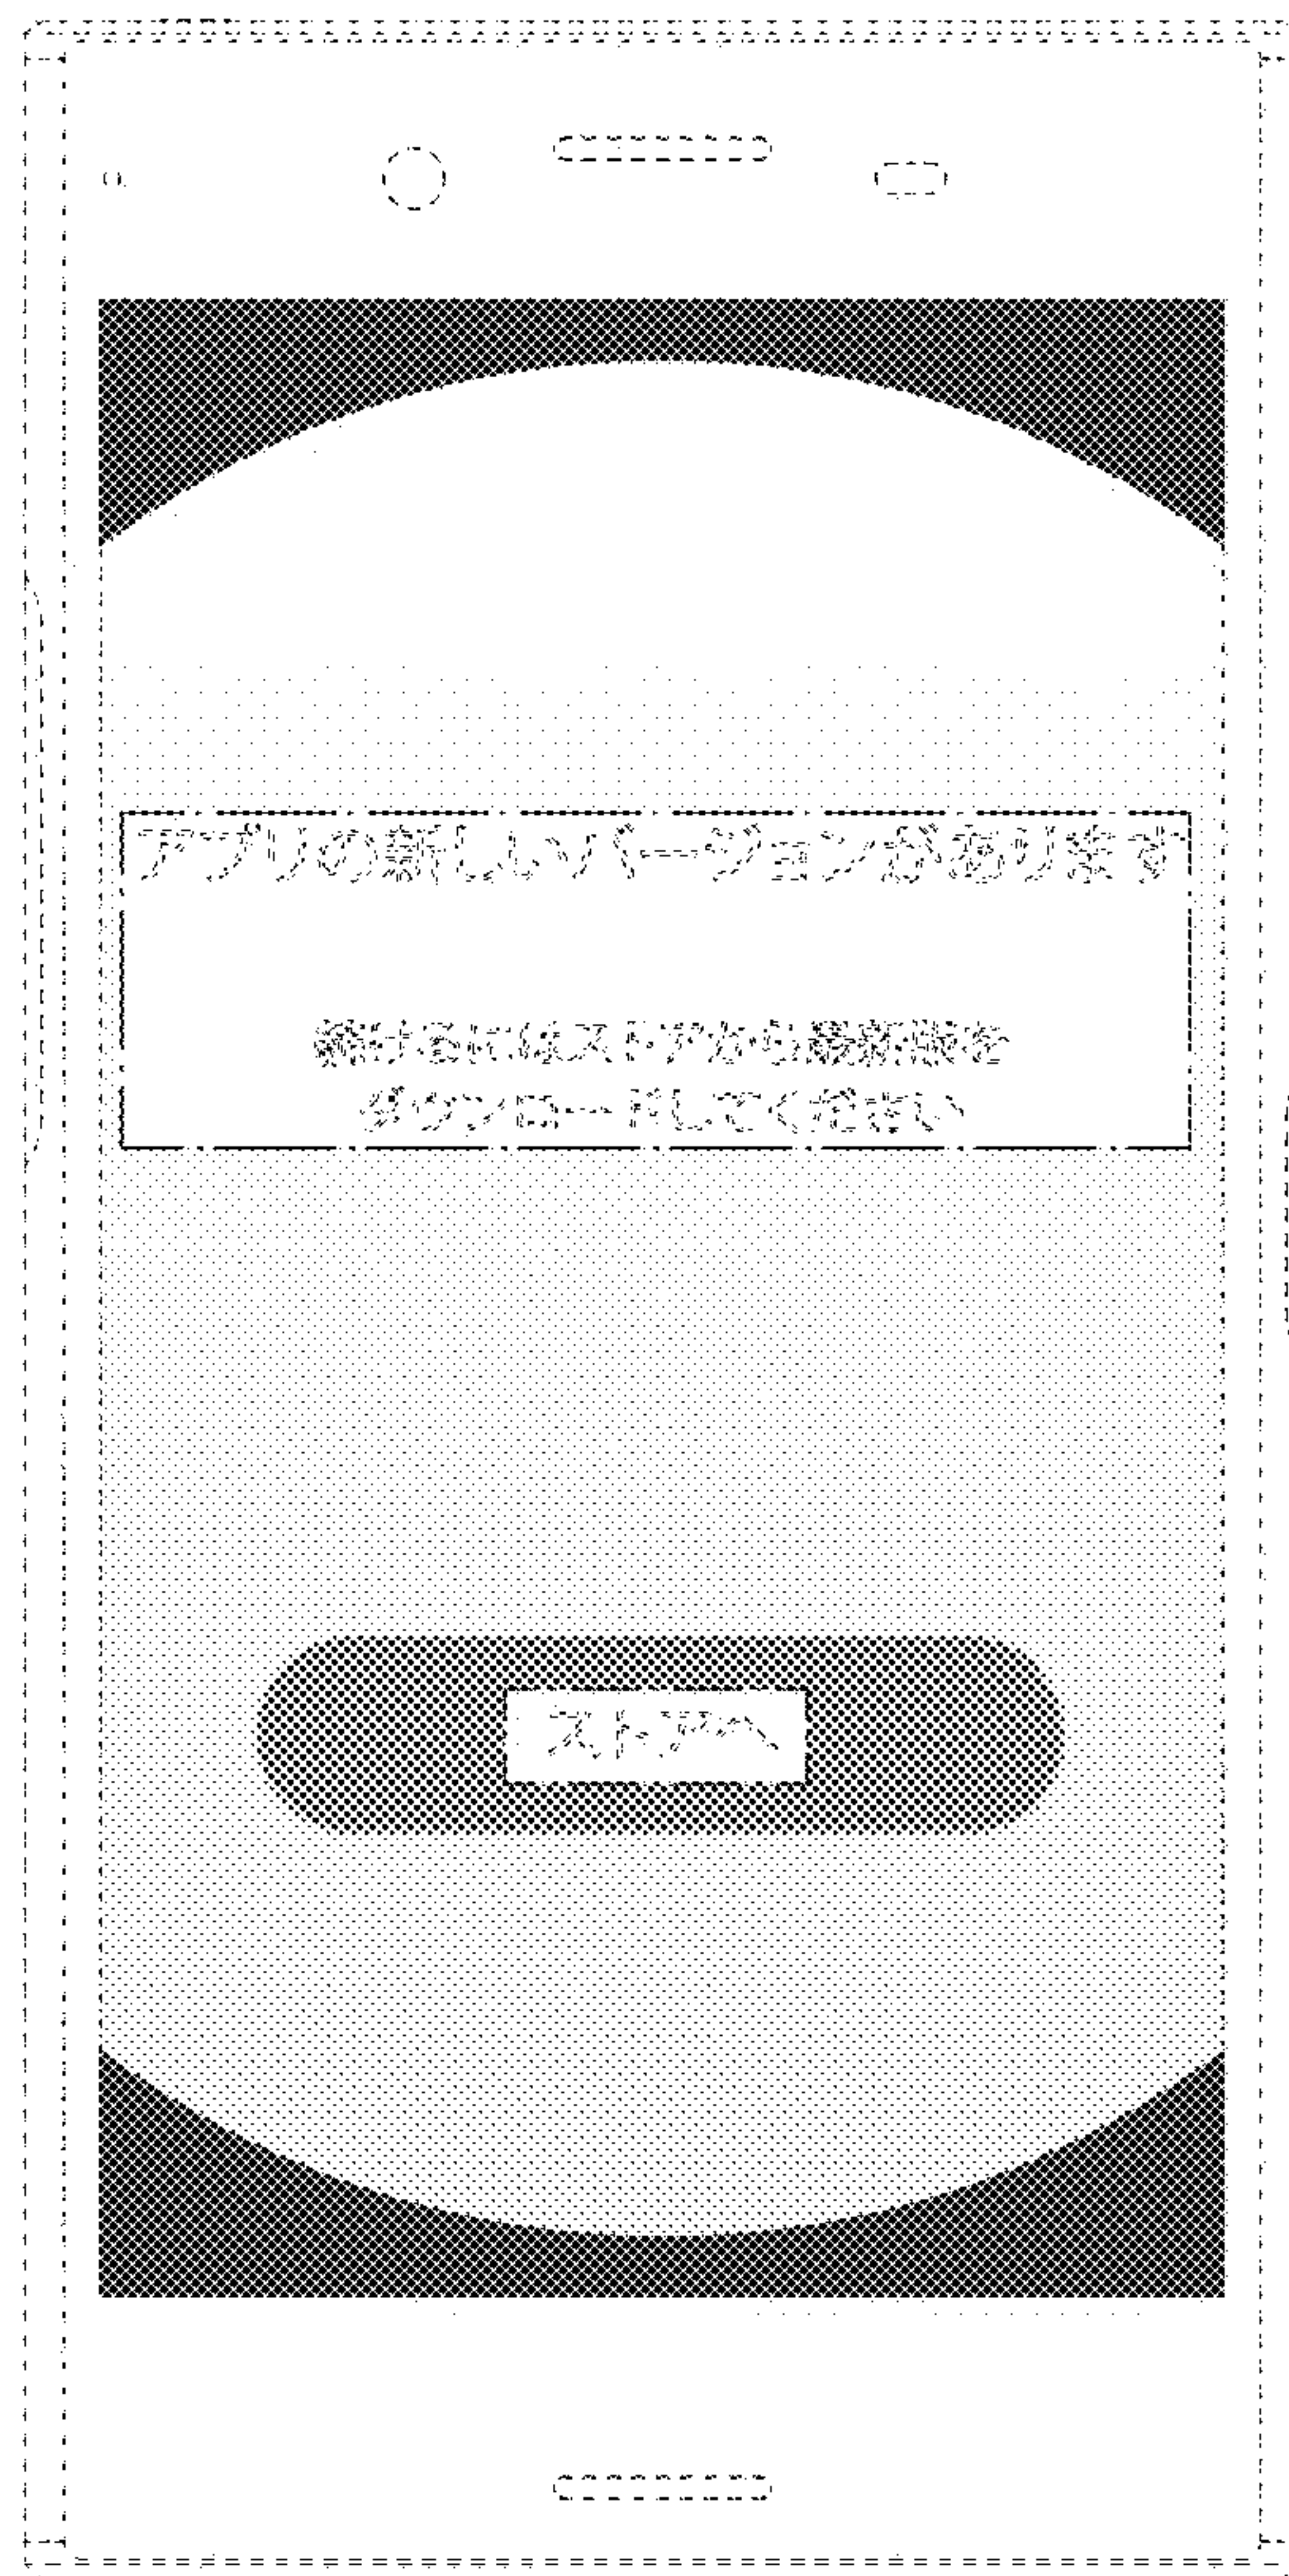 アプリの新しいバージョンがあります
続けるにはストアから最新版を
ダウンロードしてください
ストアへ